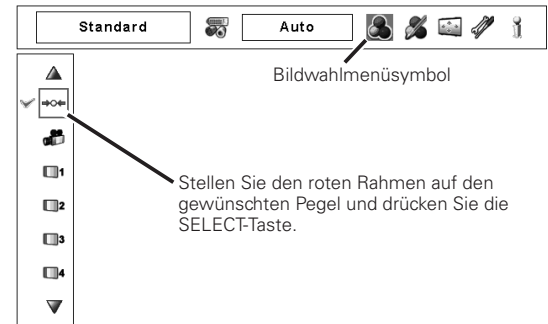 Standard
Auto
Bildwahlmenüsymbol
Stellen Sie den roten Rahmen auf den
gewünschten Pegel und drücken Sie die
SELECT-Taste.
1
2
3
4